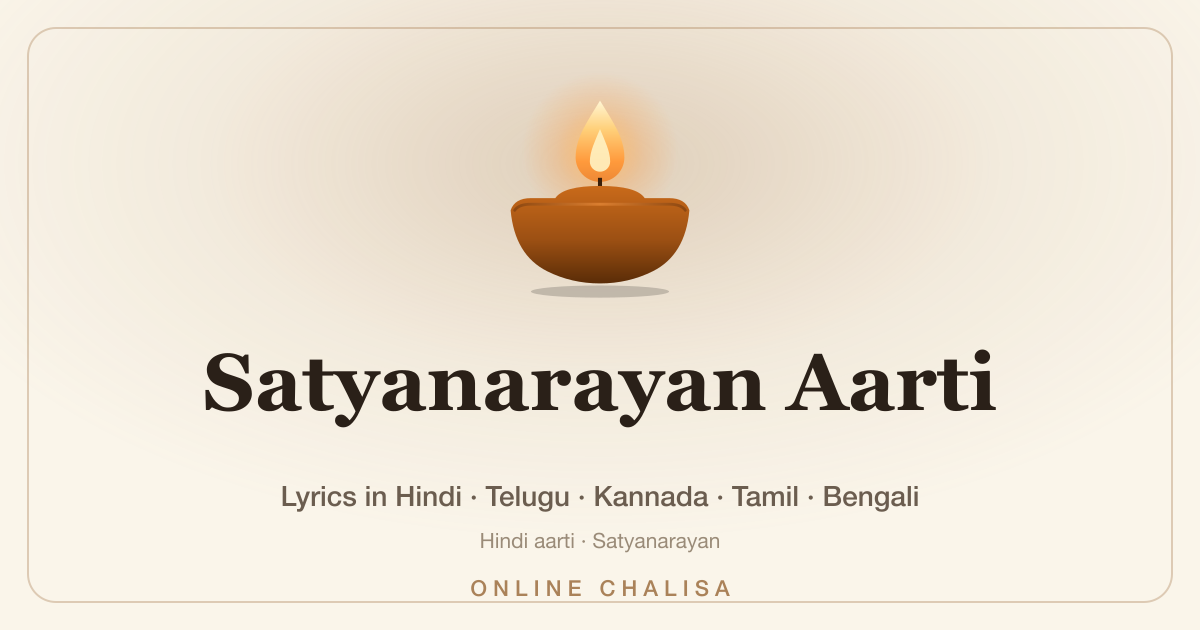 Satyanarayan Aarti
Lyrics in Hindi · Telugu · Kannada · Tamil · Bengali
Hindi aarti · Satyanarayan
ONLINE CHALISA